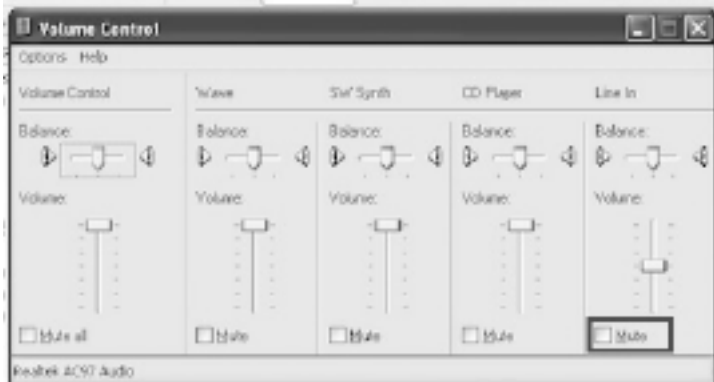 Volume Control
Options Help
Volume Control Wave SW Synth CD Player Line In
Balance: Balance: Balance: Balance: Balance:
Volume: Volume: Volume: Volume: Volume:
Mute all Mute Mute Mute Mute
Realtek AC97 Audio